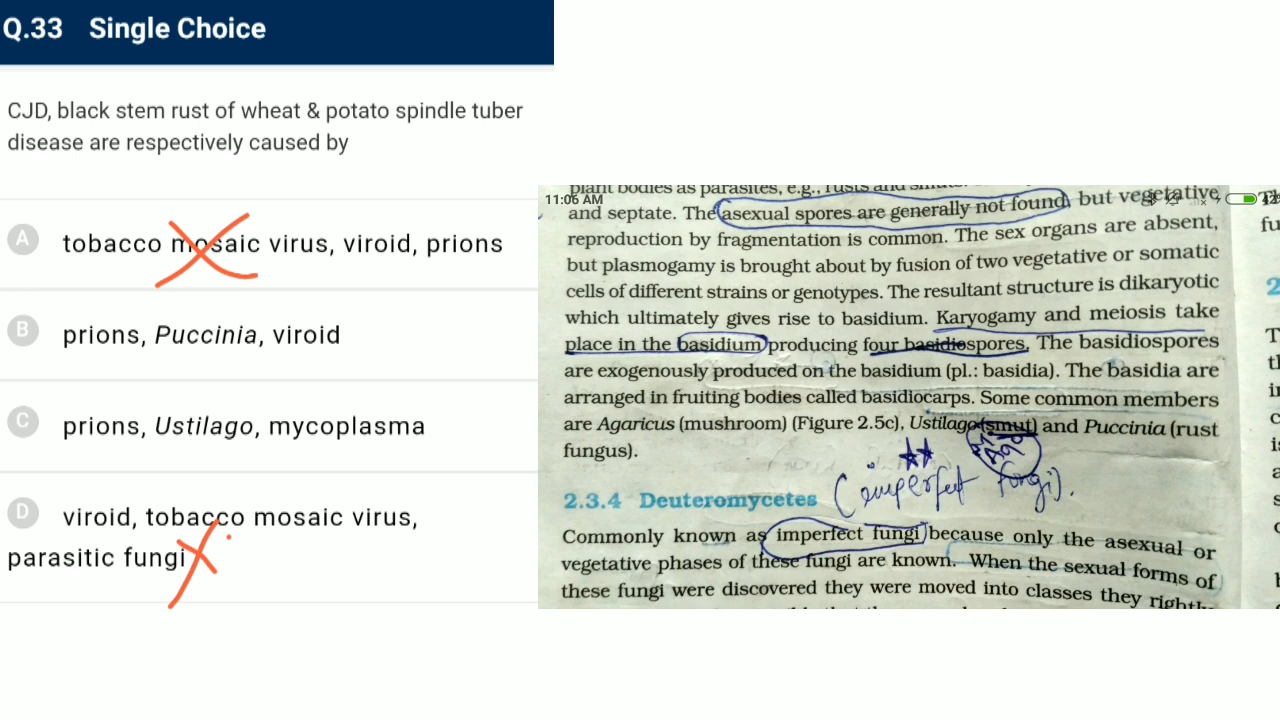 Q.33 Single Choice
CJD, black stem rust of wheat & potato spindle tuber
disease are respectively caused by
A tobacco mosaic virus, viroid, prions
B prions, Puccinia, viroid
C prions, Ustilago, mycoplasma
D viroid, tobacco mosaic virus,
parasitic fungi
plant bodies as parasites, e.g., rusts and smuts.
11:06 AM
and septate. The asexual spores are generally not found, but vegetative
reproduction by fragmentation is common. The sex organs are absent,
but plasmogamy is brought about by fusion of two vegetative or somatic
cells of different strains or genotypes. The resultant structure is dikaryotic
which ultimately gives rise to basidium. Karyogamy and meiosis take
place in the basidium producing four basidiospores. The basidiospores
are exogenously produced on the basidium (pl.: basidia). The basidia are
arranged in fruiting bodies called basidiocarps. Some common members
are Agaricus (mushroom) (Figure 2.5c), Ustilago (smut) and Puccinia (rust
fungus).
(imperfect fungi).
2.3.4 Deuteromycetes
Commonly known as imperfect fungi because only the asexual or
vegetative phases of these fungi are known. When the sexual forms of
these fungi were discovered they were moved into classes they rightly